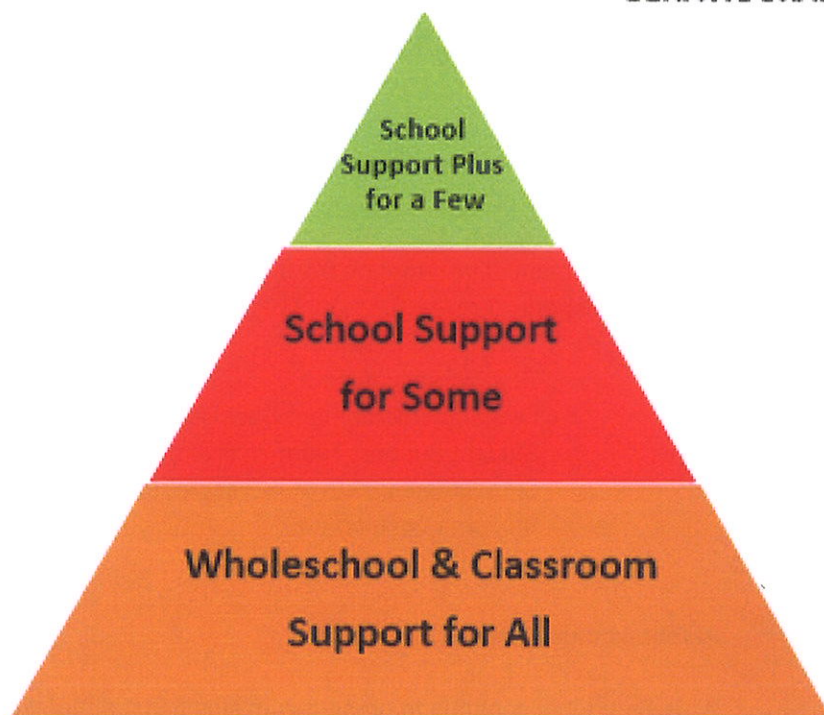 School
Support Plus
for a Few
School Support
for Some
Wholeschool & Classroom
Support for All